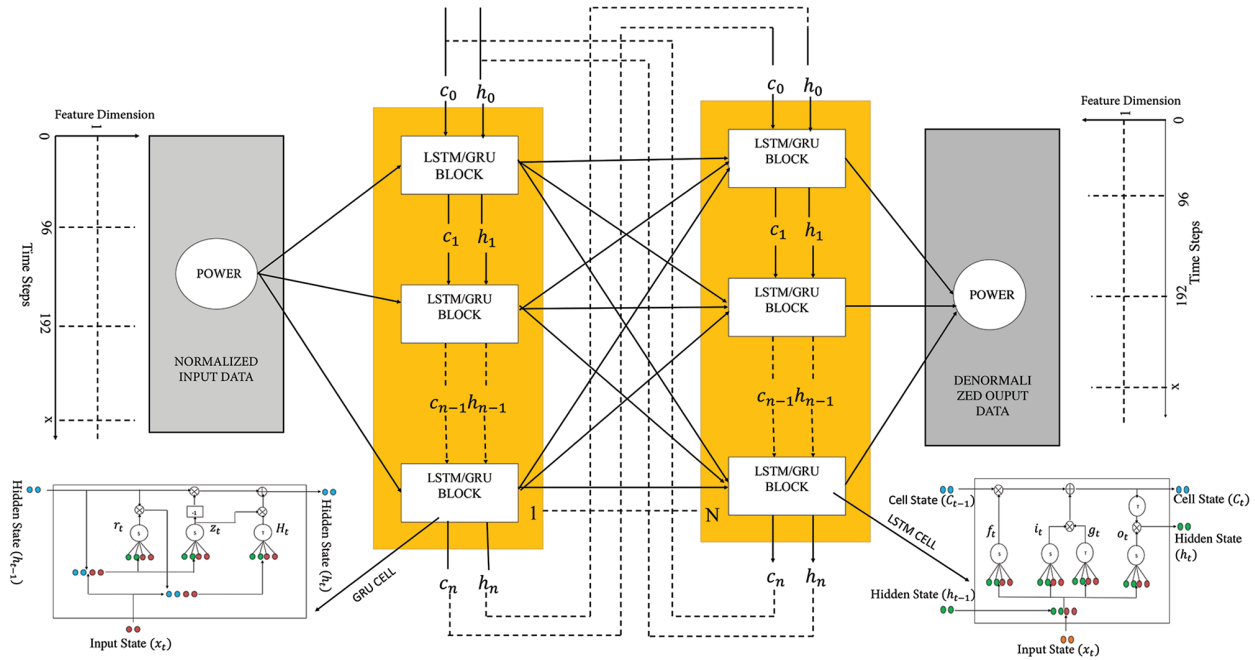 Feature Dimension
1
0
96
192
x
Time Steps
POWER
NORMALIZED
INPUT DATA
c₀ h₀
LSTM/GRU
BLOCK
c₁ h₁
LSTM/GRU
BLOCK
cₙ₋₁ hₙ₋₁
LSTM/GRU
BLOCK
1
cₙ hₙ
c₀ h₀
LSTM/GRU
BLOCK
c₁ h₁
LSTM/GRU
BLOCK
cₙ₋₁ hₙ₋₁
LSTM/GRU
BLOCK
N
cₙ hₙ
Feature Dimension
1
0
96
192
x
Time Steps
POWER
DENORMALI
ZED OUPUT
DATA
GRU CELL
Hidden State (hₜ₋₁)
rₜ
S
-1
zₜ
S
Hₜ
T
Hidden State (hₜ)
Input State (xₜ)
LSTM CELL
Cell State (Cₜ₋₁)
fₜ
S
iₜ
S
gₜ
T
oₜ
S
T
Cell State (Cₜ)
Hidden State
(hₜ)
Hidden State (hₜ₋₁)
Input State (xₜ)